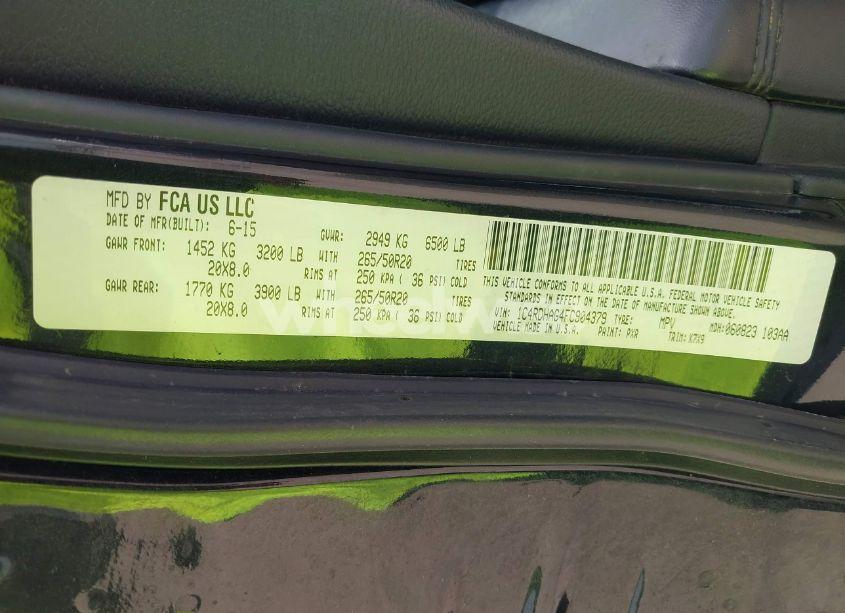 MFD BY FCA US LLC
DATE OF MFR(BUILT): 6-15 GVWR: 2949 KG 6500 LB
GAWR FRONT: 1452 KG 3200 LB WITH 265/50R20 TIRES
20X8.0 RIMS AT 250 KPA ( 36 PSI) COLD
GAWR REAR: 1770 KG 3900 LB WITH 265/50R20 TIRES
20X8.0 RIMS AT 250 KPA ( 36 PSI) COLD
THIS VEHICLE CONFORMS TO ALL APPLICABLE U.S.A. FEDERAL MOTOR VEHICLE SAFETY
STANDARDS IN EFFECT ON THE DATE OF MANUFACTURE SHOWN ABOVE.
VIN: 1C4RDHAG4FC904379 TYPE: MPV MDH:060823 103AA
VEHICLE MADE IN U.S.A. PAINT: PXR TRIM: K7X9